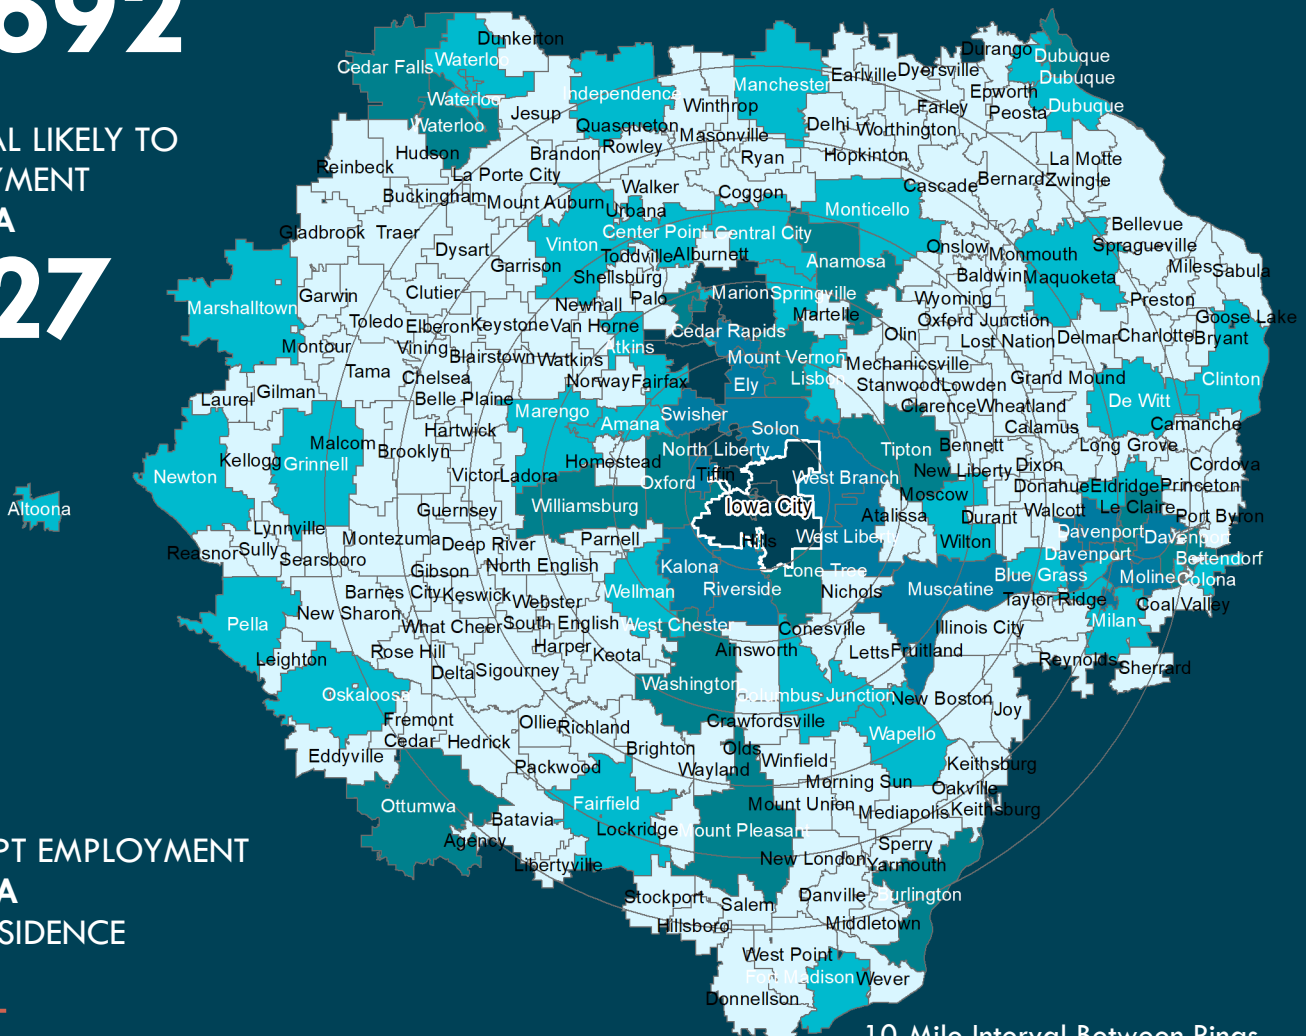 692
AL LIKELY TO
YMENT
A
27
PT EMPLOYMENT
A
SIDENCE
Dunkerton
Cedar Falls
Waterloo
Waterloo
Waterloo
Hudson
Jesup
Independence
Quasqueton
Rowley
Brandon
Winthrop
Masonville
Manchester
Ryan
Earlville
Dyersville
Durango
Dubuque
Dubuque
Dubuque
Epworth
Farley
Peosta
Delhi
Worthington
Hopkinton
La Motte
Bernard
Zwingle
Cascade
Reinbeck
La Porte City
Buckingham
Mount Auburn
Walker
Urbana
Coggon
Monticello
Gladbrook
Traer
Dysart
Vinton
Center Point
Central City
Toddville
Alburnett
Anamosa
Onslow
Monmouth
Bellevue
Spragueville
Baldwin
Maquoketa
Miles
Sabula
Garrison
Shellsburg
Marshalltown
Garwin
Clutier
Newhall
Palo
Marion
Springville
Martelle
Wyoming
Preston
Goose Lake
Toledo
Elberon
Keystone
Van Horne
Cedar Rapids
Olin
Oxford Junction
Lost Nation
Delmar
Charlotte
Bryant
Montour
Vining
Blairstown
Watkins
Atkins
Mount Vernon
Mechanicsville
Tama
Chelsea
Norway
Fairfax
Ely
Lisbon
Stanwood
Lowden
Grand Mound
Clinton
Gilman
Laurel
Belle Plaine
Marengo
Amana
Swisher
Solon
Clarence
Wheatland
De Witt
Calamus
Camanche
Hartwick
Malcom
Brooklyn
Kellogg
Grinnell
Newton
Victor
Ladora
Homestead
North Liberty
Oxford
Tiffin
West Branch
Tipton
Bennett
Long Grove
New Liberty
Dixon
Cordova
Donahue
Eldridge
Princeton
Altoona
Guernsey
Williamsburg
Iowa City
Moscow
Atalissa
Durant
Walcott
Le Claire
Port Byron
Lynnville
Montezuma
Deep River
Parnell
Hills
West Liberty
Wilton
Davenport
Davenport
Davenport
Bettendorf
Reasnor
Sully
Searsboro
Gibson
North English
Kalona
Lone Tree
Blue Grass
Moline
Colona
Barnes City
Keswick
Webster
Wellman
Riverside
Nichols
Muscatine
Taylor Ridge
Coal Valley
Pella
New Sharon
What Cheer
South English
West Chester
Conesville
Illinois City
Milan
Leighton
Rose Hill
Harper
Keota
Ainsworth
Letts
Fruitland
Reynolds
Sherrard
Delta
Sigourney
Washington
Columbus Junction
New Boston
Joy
Oskaloosa
Fremont
Ollie
Richland
Crawfordsville
Wapello
Cedar
Hedrick
Eddyville
Brighton
Olds
Winfield
Keithsburg
Packwood
Wayland
Morning Sun
Oakville
Ottumwa
Fairfield
Mount Union
Mediapolis
Keithsburg
Batavia
Lockridge
Mount Pleasant
Agency
Sperry
Libertyville
New London
Yarmouth
Stockport
Salem
Danville
Burlington
Hillsboro
Middletown
West Point
Fort Madison
Wever
Donnellson
10-Mile Interval Between Rings